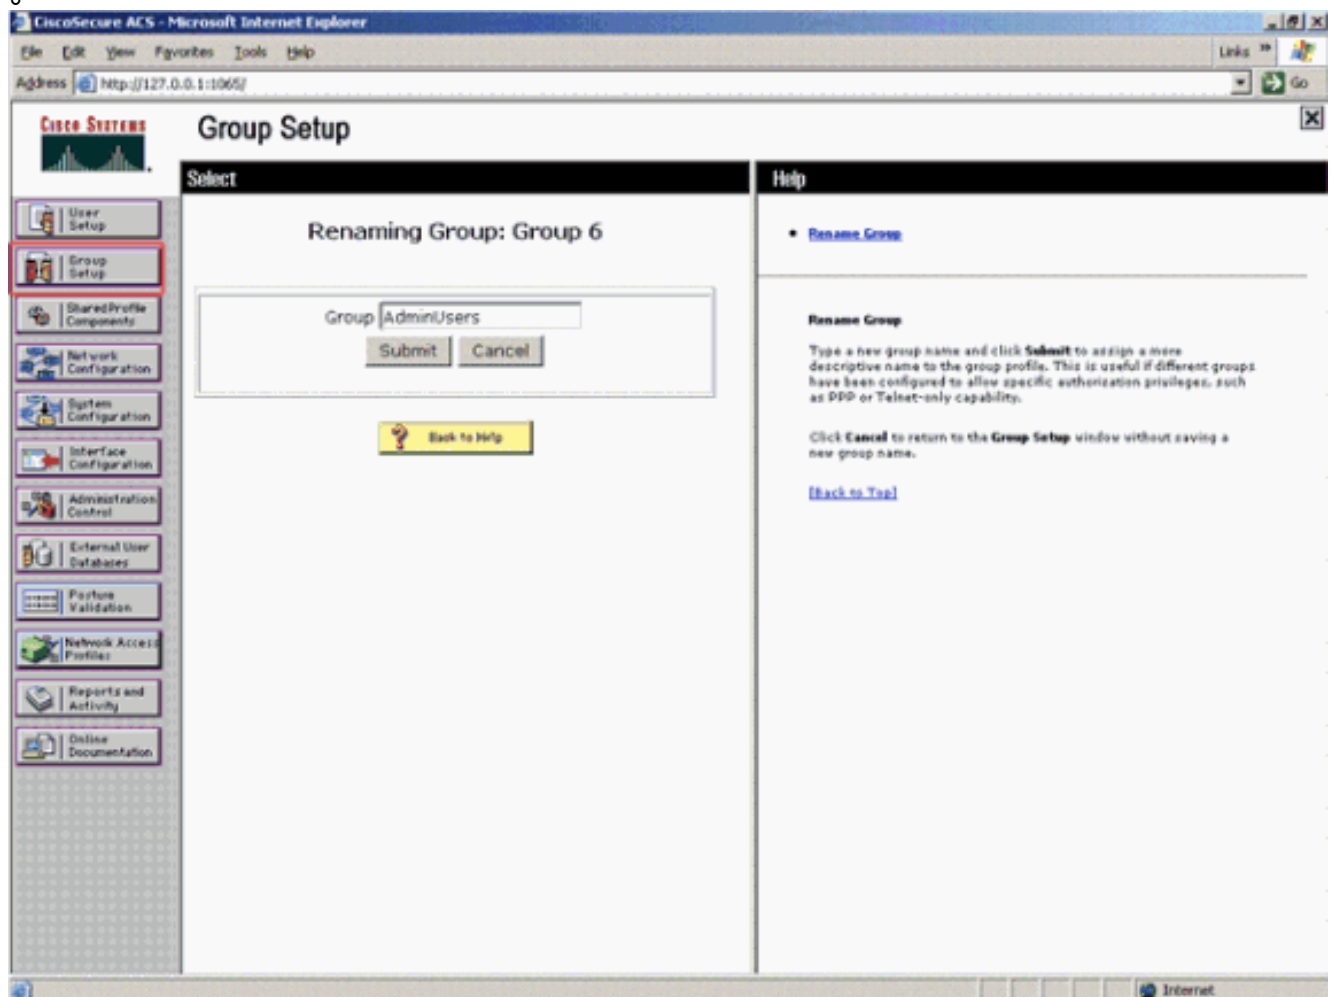 CiscoSecure ACS - Microsoft Internet Explorer
File Edit View Favorites Tools Help
Links »
Address http://127.0.0.1:1065/
Go
CISCO SYSTEMS
Group Setup
Select
Help
User
Setup
Group
Setup
Shared Profile
Components
Network
Configuration
System
Configuration
Interface
Configuration
Administration
Control
External User
Databases
Posture
Validation
Network Access
Profiles
Reports and
Activity
Online
Documentation
Renaming Group: Group 6
Group AdminUsers
Submit Cancel
? Back to Help
• Rename Group
Rename Group
Type a new group name and click Submit to assign a more
descriptive name to the group profile. This is useful if different groups
have been configured to allow specific authorization privileges, such
as PPP or Telnet-only capability.
Click Cancel to return to the Group Setup window without saving a
new group name.
[Back to Top]
Internet